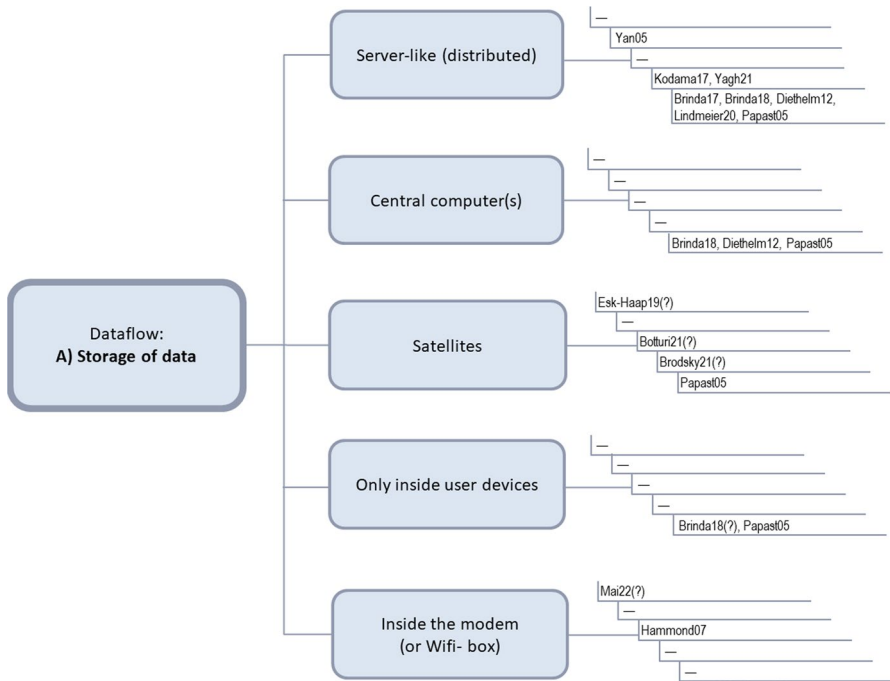 Dataflow:
A) Storage of data
Server-like (distributed)
—
Yan05
—
Kodama17, Yagh21
Brinda17, Brinda18, Diethelm12,
Lindmeier20, Papast05
Central computer(s)
—
—
—
—
Brinda18, Diethelm12, Papast05
Satellites
Esk-Haap19(?)
—
Botturi21(?)
Brodsky21(?)
Papast05
Only inside user devices
—
—
—
—
Brinda18(?), Papast05
Inside the modem
(or Wifi- box)
Mai22(?)
—
Hammond07
—
—